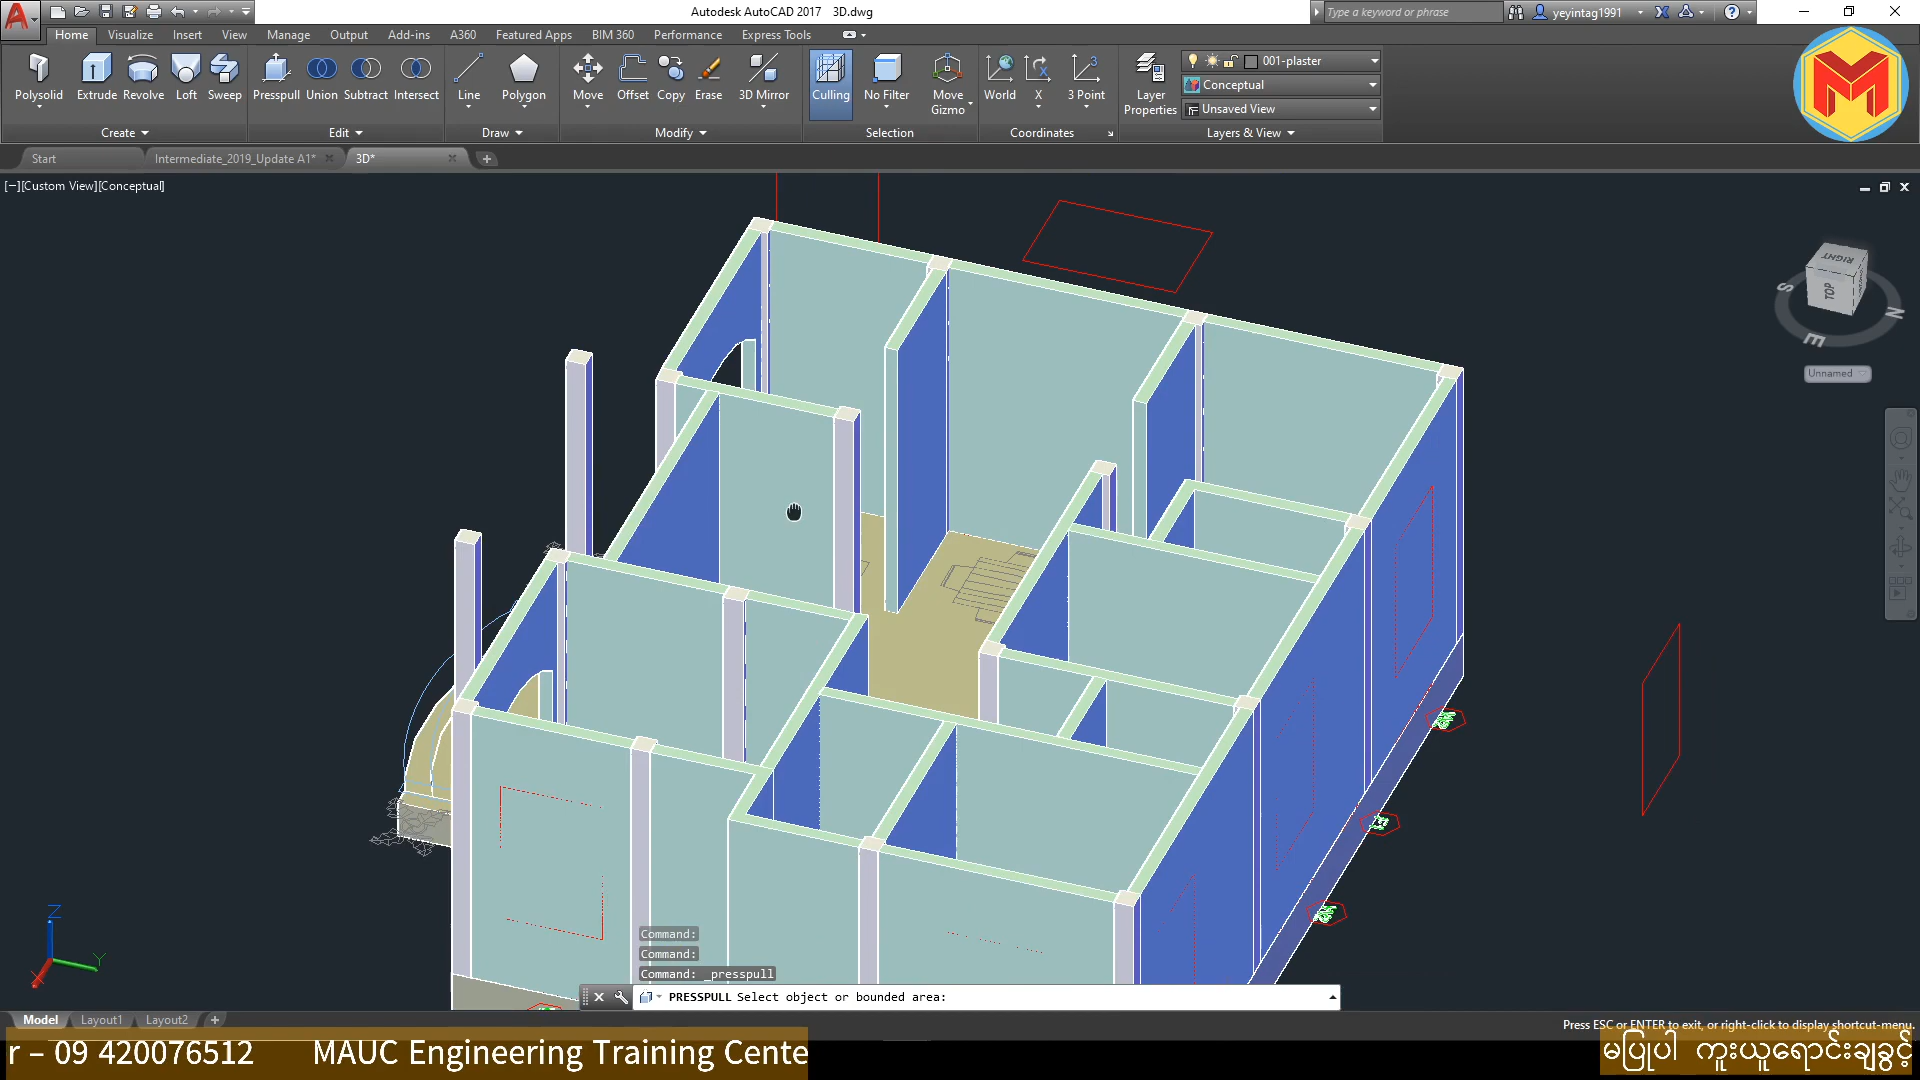 Autodesk AutoCAD 2017   3D.dwg
Type a keyword or phrase
yeyintag1991
Home Visualize Insert View Manage Output Add-ins A360 Featured Apps BIM 360 Performance Express Tools
Polysolid Extrude Revolve Loft Sweep Presspull Union Subtract Intersect Line Polygon Move Offset Copy Erase 3D Mirror Culling No Filter Move Gizmo World X 3 Point Layer Properties
001-plaster
Conceptual
Unsaved View
Create Edit Draw Modify Selection Coordinates Layers & View
Start Intermediate_2019_Update A1* 3D*
[−][Custom View][Conceptual]
RIGHT
TOP
S
N
E
Unnamed
Z
Y
X
Command:
Command:
Command: _presspull
PRESSPULL Select object or bounded area:
Model Layout1 Layout2
Press ESC or ENTER to exit, or right-click to display shortcut-menu.
r – 09 420076512 MAUC Engineering Training Cente
မပြုပါ ကူးယူရောင်းချခွင့်